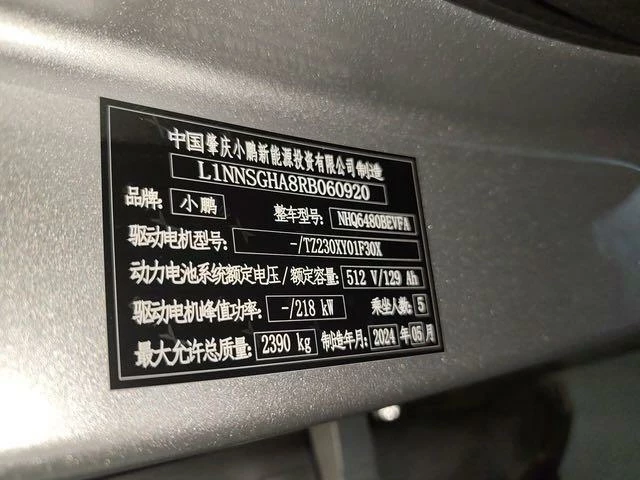 中国肇庆小鹏新能源投资有限公司制造
L1NNSGHA8RB060920
品牌: 小鹏 整车型号: NHQ6480BEVFA
驱动电机型号: -/TZ230XY01F30X
动力电池系统额定电压/额定容量: 512 V/129 Ah
驱动电机峰值功率: -/218 kW 乘坐人数: 5
最大允许总质量: 2390 kg 制造年月: 2024 年 05 月